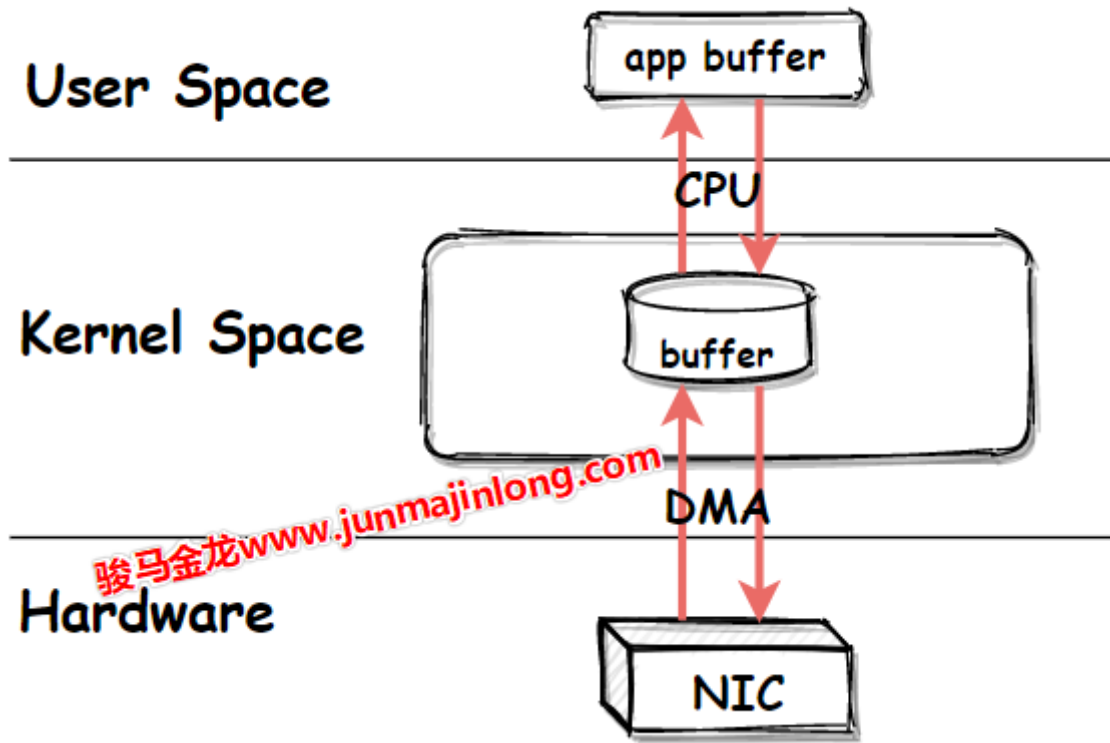 app buffer
User Space
CPU
Kernel Space
buffer
骏马金龙www.junmajinlong.com
DMA
Hardware
NIC